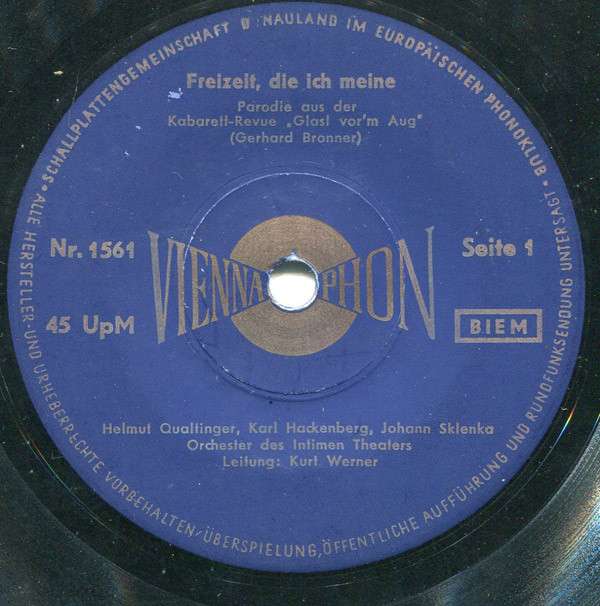 • SCHALLPLATTENGEMEINSCHAFT DONAULAND IM EUROPÄISCHEN PHONOKLUB •
Freizeit, die ich meine
Parodie aus der
Kabarett-Revue „Glasl vor'm Aug"
(Gerhard Bronner)
Nr. 1561
Seite 1
VIENNAPHON
45 UpM
BIEM
Helmut Qualtinger, Karl Hackenberg, Johann Sklenka
Orchester des Intimen Theaters
Leitung: Kurt Werner
ALLE HERSTELLER- UND URHEBERRECHTE VORBEHALTEN/ÜBERSPIELUNG, ÖFFENTLICHE AUFFÜHRUNG UND RUNDFUNKSENDUNG UNTERSAGT